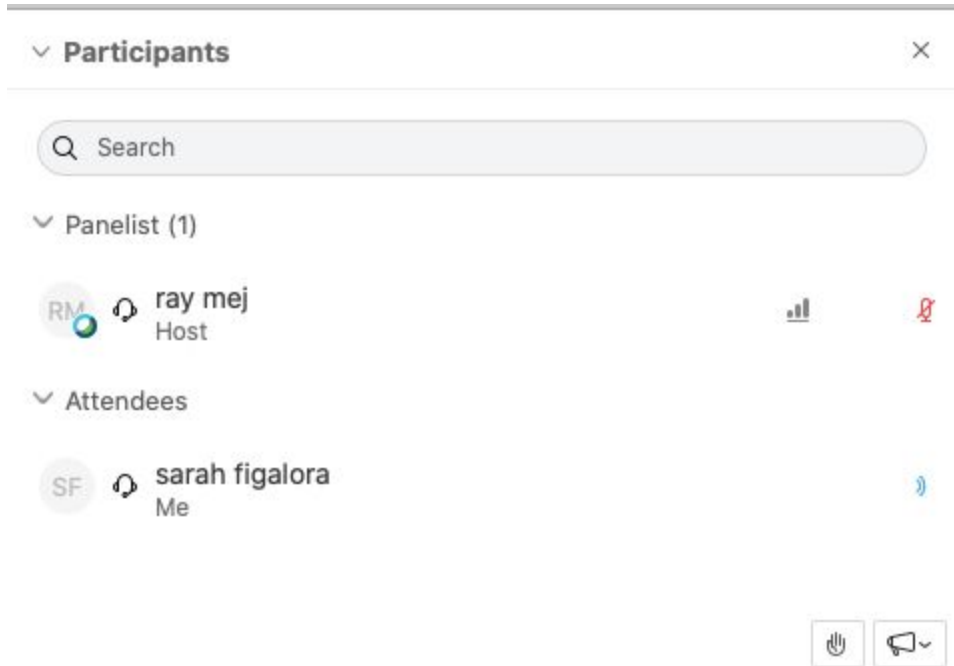 Participants
Search
Panelist (1)
RM
ray mej
Host
Attendees
SF
sarah figalora
Me